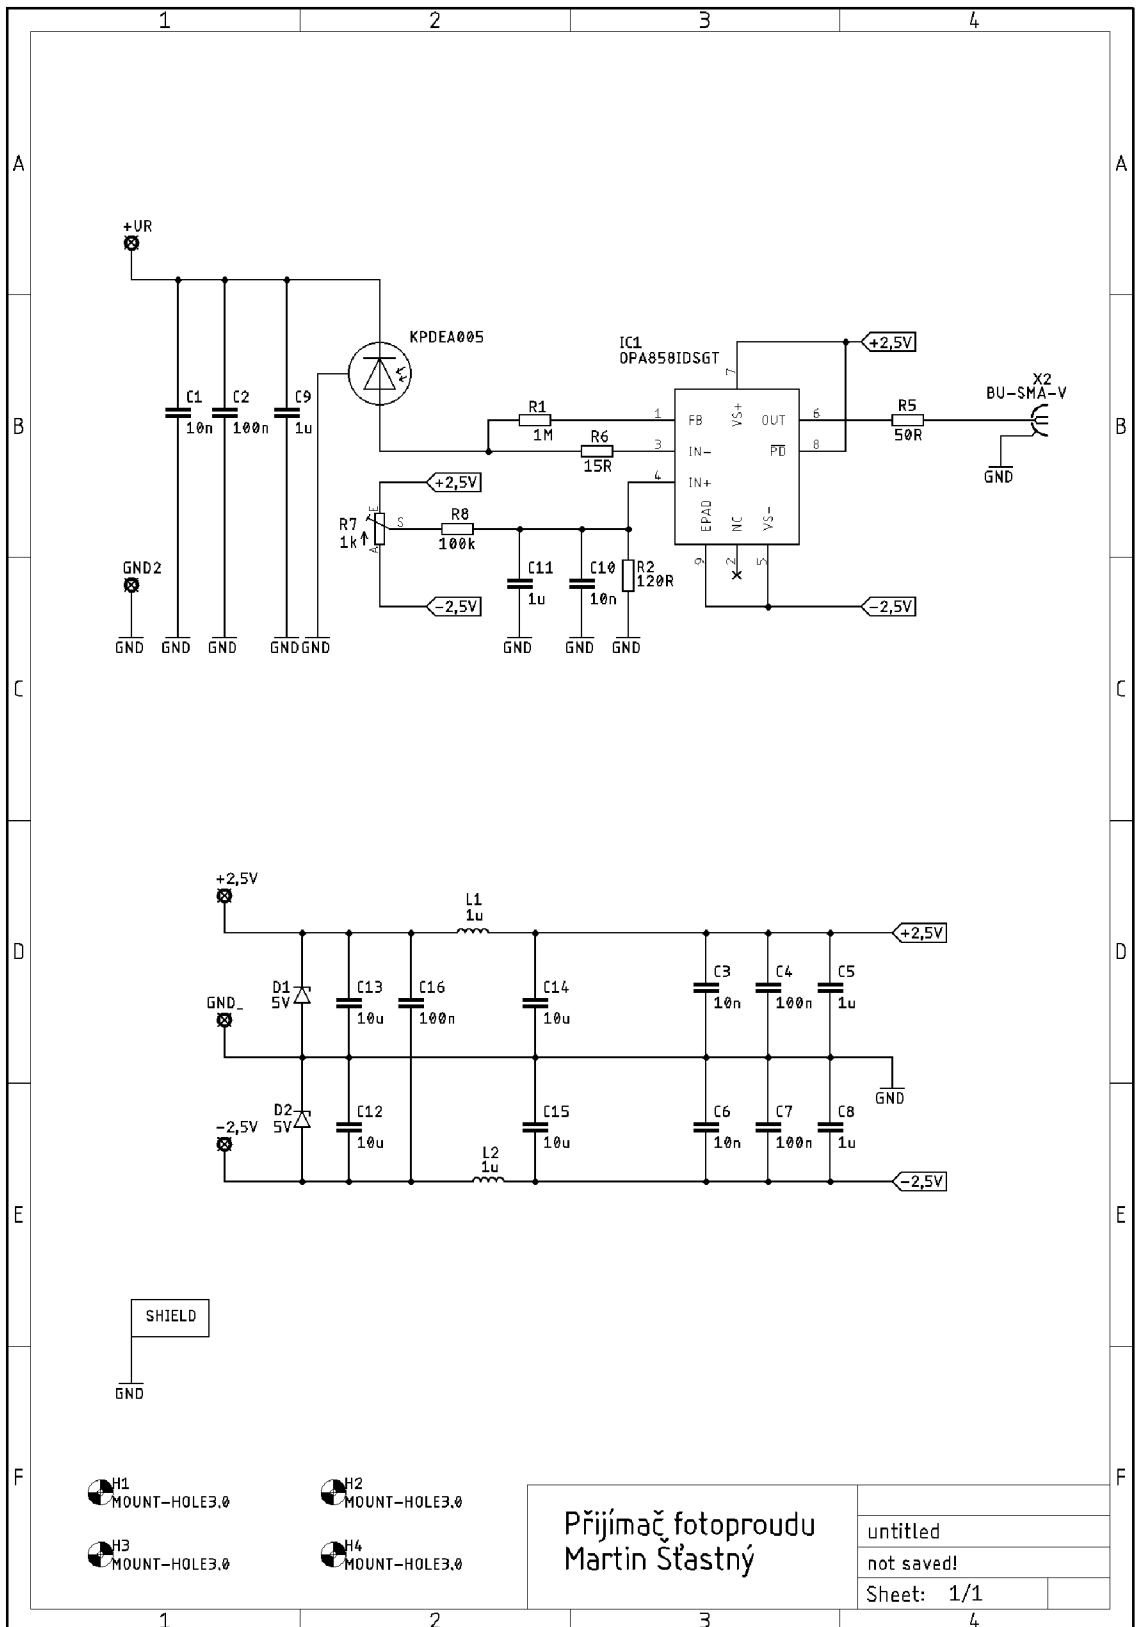 1 2 3 4
A A
+UR
KPDEA005
IC1
OPA858IDSGT
+2,5V
X2
BU-SMA-V
B B
C1
10n
C2
100n
C9
1u
R1
1M
R6
15R
1 FB
3 IN-
4 IN+
7
VS+
OUT 6
PD 8
R5
50R
GND
EPAD
NC
VS-
9
2
5
+2,5V
R7
1k
E
S
A
R8
100k
-2,5V
C11
1u
C10
10n
R2
120R
-2,5V
GND2
GND GND GND GND GND GND GND GND
C C
+2,5V
L1
1u
+2,5V
D D
GND_
D1
5V
C13
10u
C16
100n
C14
10u
C3
10n
C4
100n
C5
1u
GND
-2,5V
D2
5V
C12
10u
L2
1u
C15
10u
C6
10n
C7
100n
C8
1u
-2,5V
E E
SHIELD
GND
F F
H1
MOUNT-HOLE3.0
H2
MOUNT-HOLE3.0
H3
MOUNT-HOLE3.0
H4
MOUNT-HOLE3.0
Přijímač fotoproudu
Martin Šťastný
untitled
not saved!
Sheet: 1/1
1 2 3 4